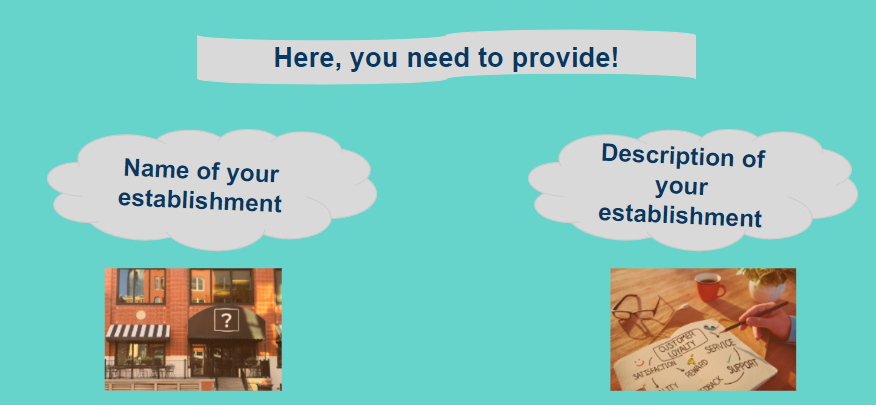 Here, you need to provide!
Name of your
establishment
Description of
your
establishment
?
CUSTOMER
LOYALTY
SATISFACTION
REWARD
SERVICE
SUPPORT